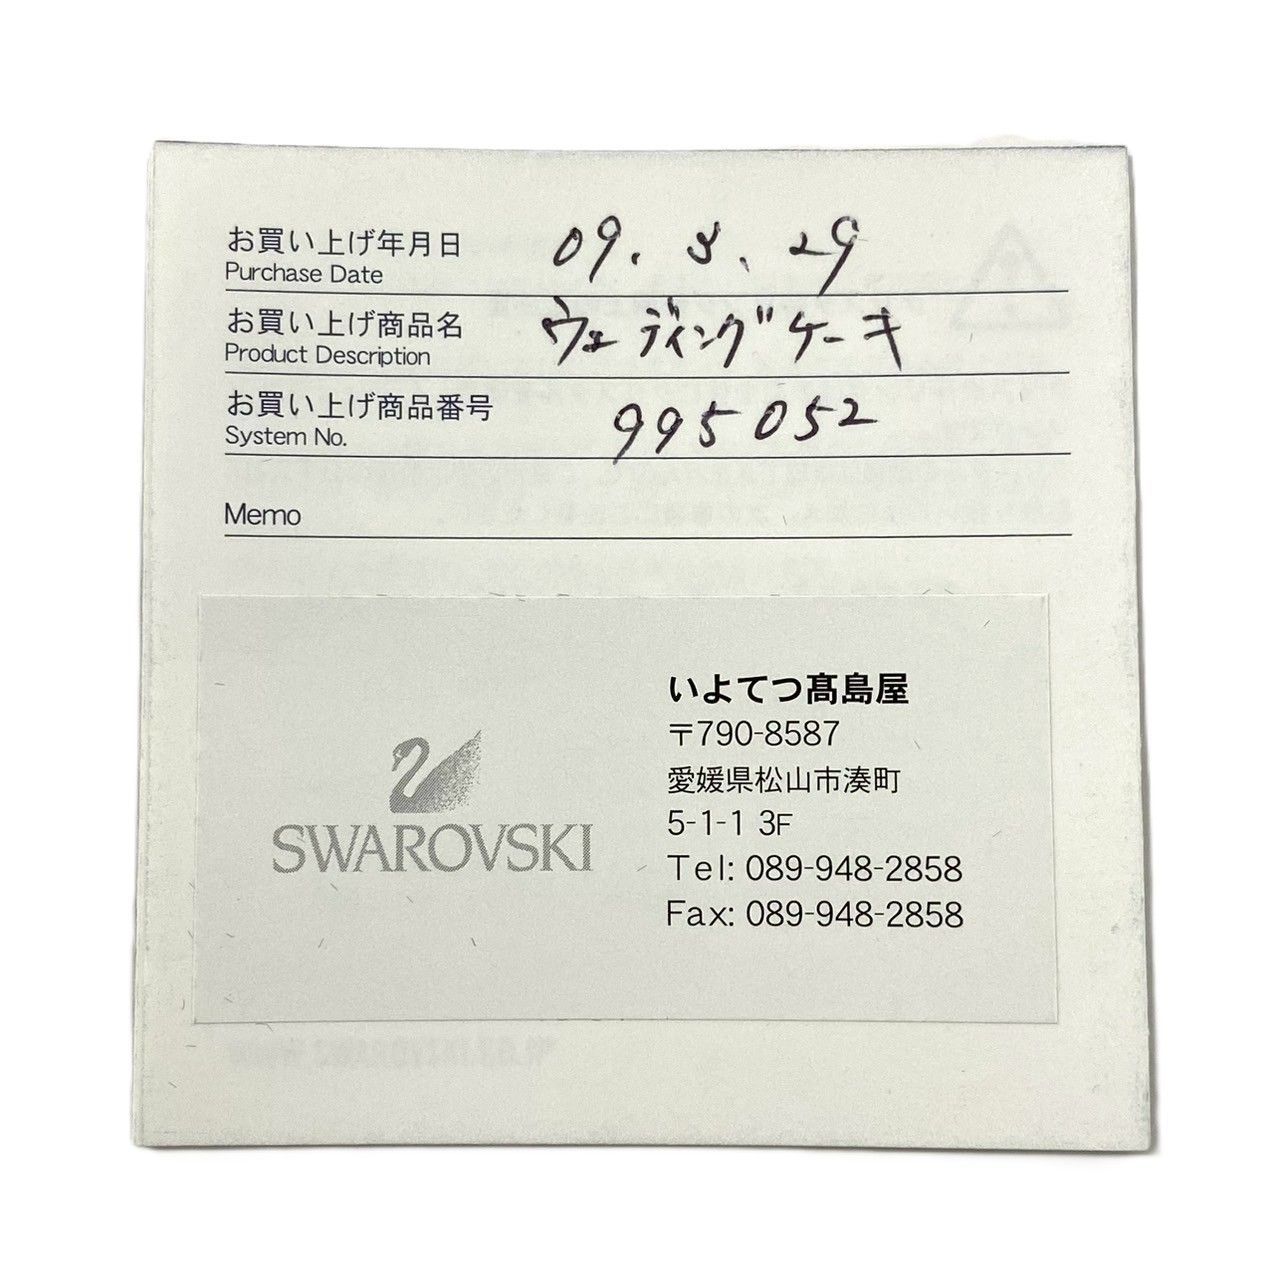 お買い上げ年月日 09. 3. 29
Purchase Date
お買い上げ商品名 ウェディングケーキ
Product Description
お買い上げ商品番号 995052
System No.
Memo
SWAROVSKI
いよてつ髙島屋
〒790-8587
愛媛県松山市湊町
5-1-1 3F
Tel: 089-948-2858
Fax: 089-948-2858